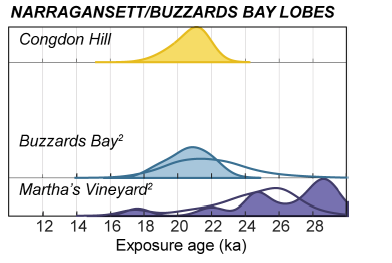 NARRAGANSETT/BUZZARDS BAY LOBES
Congdon Hill
Buzzards Bay²
Martha's Vineyard²
12 14 16 18 20 22 24 26 28
Exposure age (ka)